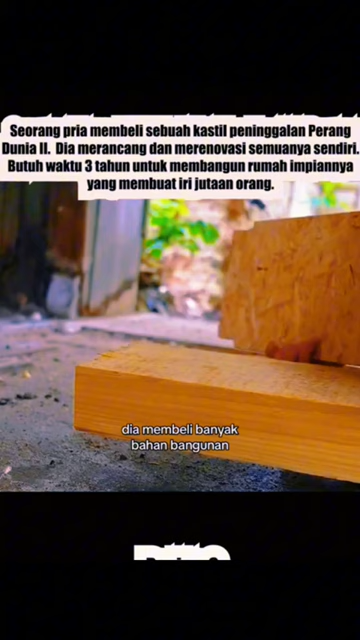 Seorang pria membeli sebuah kastil peninggalan Perang
Dunia II. Dia merancang dan merenovasi semuanya sendiri.
Butuh waktu 3 tahun untuk membangun rumah impiannya
yang membuat iri jutaan orang.
dia membeli banyak
bahan bangunan